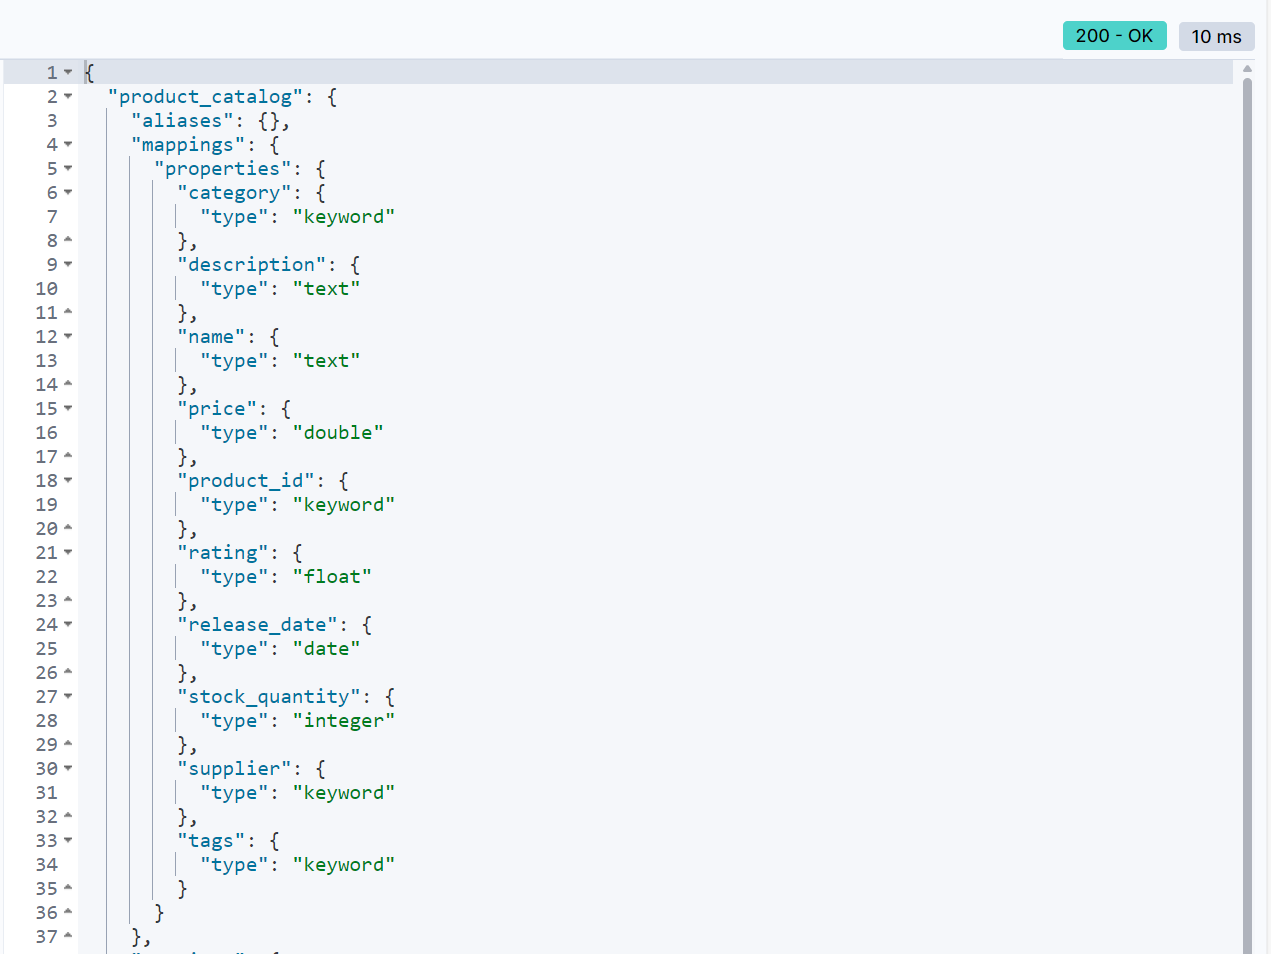 200 - OK 10 ms
1 {
2 "product_catalog": {
3 "aliases": {},
4 "mappings": {
5 "properties": {
6 "category": {
7 "type": "keyword"
8 },
9 "description": {
10 "type": "text"
11 },
12 "name": {
13 "type": "text"
14 },
15 "price": {
16 "type": "double"
17 },
18 "product_id": {
19 "type": "keyword"
20 },
21 "rating": {
22 "type": "float"
23 },
24 "release_date": {
25 "type": "date"
26 },
27 "stock_quantity": {
28 "type": "integer"
29 },
30 "supplier": {
31 "type": "keyword"
32 },
33 "tags": {
34 "type": "keyword"
35 }
36 }
37 },